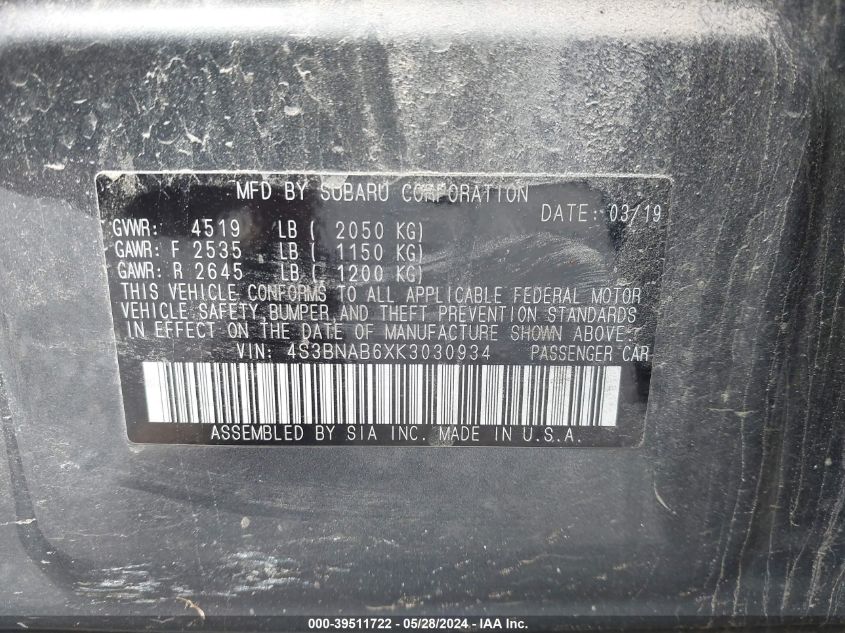 MFD BY SUBARU CORPORATION
DATE: 03/19
GVWR: 4519 LB ( 2050 KG)
GAWR: F 2535 LB ( 1150 KG)
GAWR: R 2645 LB ( 1200 KG)
THIS VEHICLE CONFORMS TO ALL APPLICABLE FEDERAL MOTOR
VEHICLE SAFETY, BUMPER, AND THEFT PREVENTION STANDARDS
IN EFFECT ON THE DATE OF MANUFACTURE SHOWN ABOVE.
VIN: 4S3BNAB6XK3030934 PASSENGER CAR
ASSEMBLED BY SIA INC. MADE IN U.S.A.
000-39511722 - 05/28/2024 - IAA Inc.